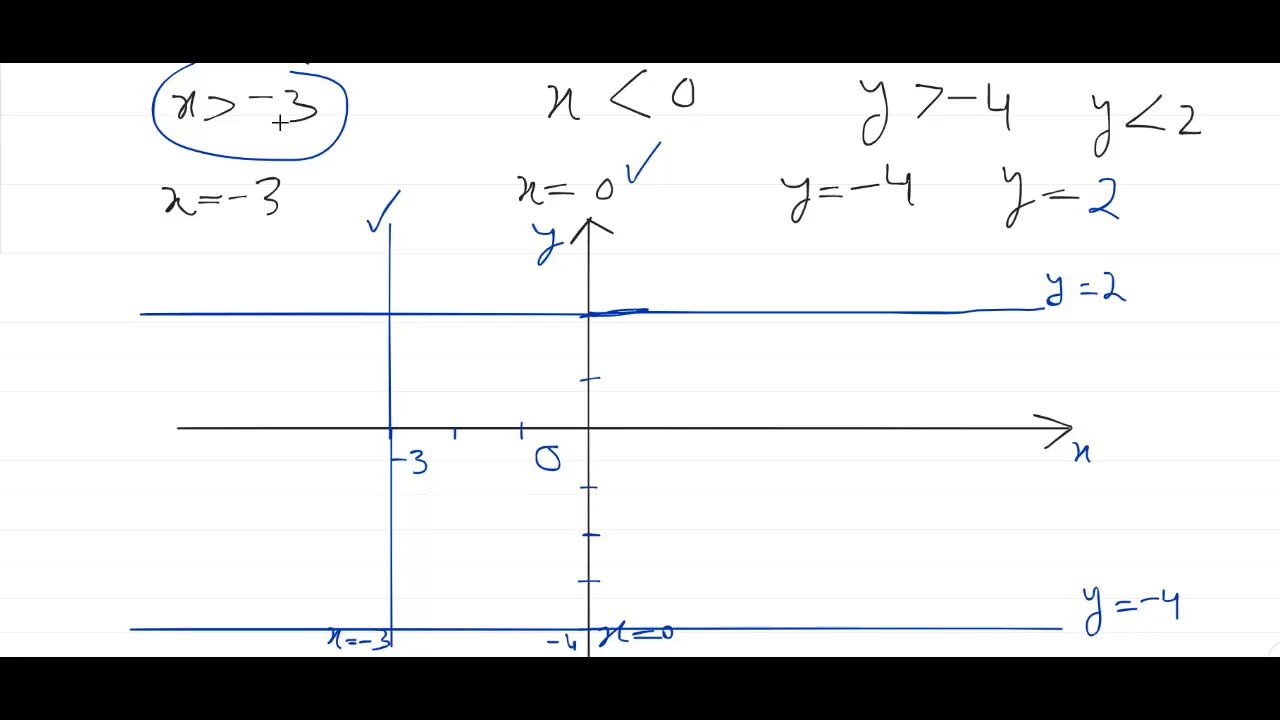 x > -3 x < 0 y > -4 y < 2
x = -3 x = 0 ✓ y = -4 y = 2
✓ y
y = 2
x
-3 0
y = -4
x = -3 -4 x = 0